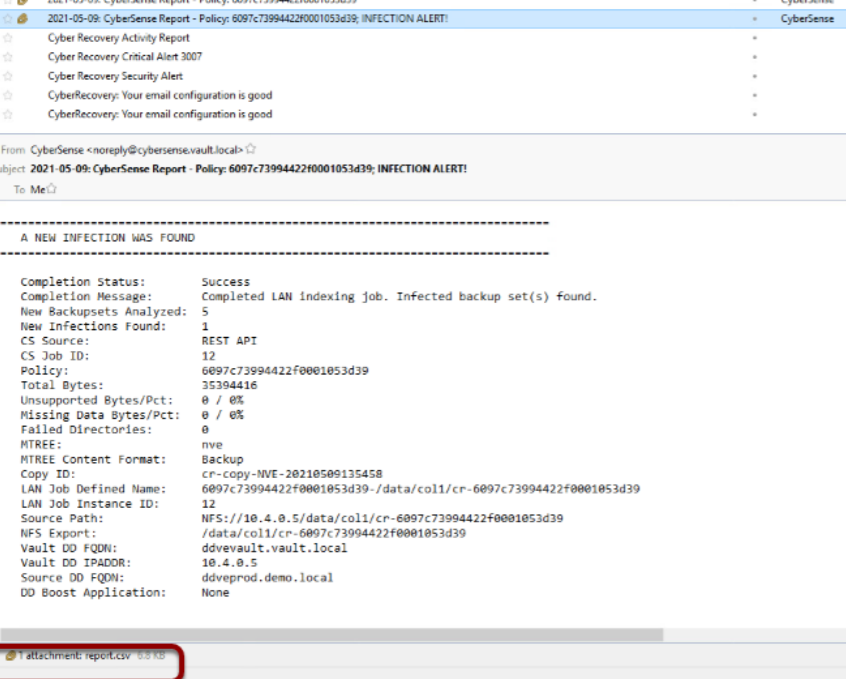 2021-05-09: CyberSense Report - Policy: 6097c73994422f0001053d39 CyberSense
2021-05-09: CyberSense Report - Policy: 6097c73994422f0001053d39; INFECTION ALERT! CyberSense
Cyber Recovery Activity Report
Cyber Recovery Critical Alert 3007
Cyber Recovery Security Alert
CyberRecovery: Your email configuration is good
CyberRecovery: Your email configuration is good
From CyberSense <noreply@cybersense.vault.local>
ubject 2021-05-09: CyberSense Report - Policy: 6097c73994422f0001053d39; INFECTION ALERT!
To Me
A NEW INFECTION WAS FOUND
Completion Status: Success
Completion Message: Completed LAN indexing job. Infected backup set(s) found.
New Backupsets Analyzed: 5
New Infections Found: 1
CS Source: REST API
CS Job ID: 12
Policy: 6097c73994422f0001053d39
Total Bytes: 35394416
Unsupported Bytes/Pct: 0 / 0%
Missing Data Bytes/Pct: 0 / 0%
Failed Directories: 0
MTREE: nve
MTREE Content Format: Backup
Copy ID: cr-copy-NVE-20210509135458
LAN Job Defined Name: 6097c73994422f0001053d39-/data/col1/cr-6097c73994422f0001053d39
LAN Job Instance ID: 12
Source Path: NFS://10.4.0.5/data/col1/cr-6097c73994422f0001053d39
NFS Export: /data/col1/cr-6097c73994422f0001053d39
Vault DD FQDN: ddvevault.vault.local
Vault DD IPADDR: 10.4.0.5
Source DD FQDN: ddveprod.demo.local
DD Boost Application: None
1 attachment: report.csv 6.8 KB